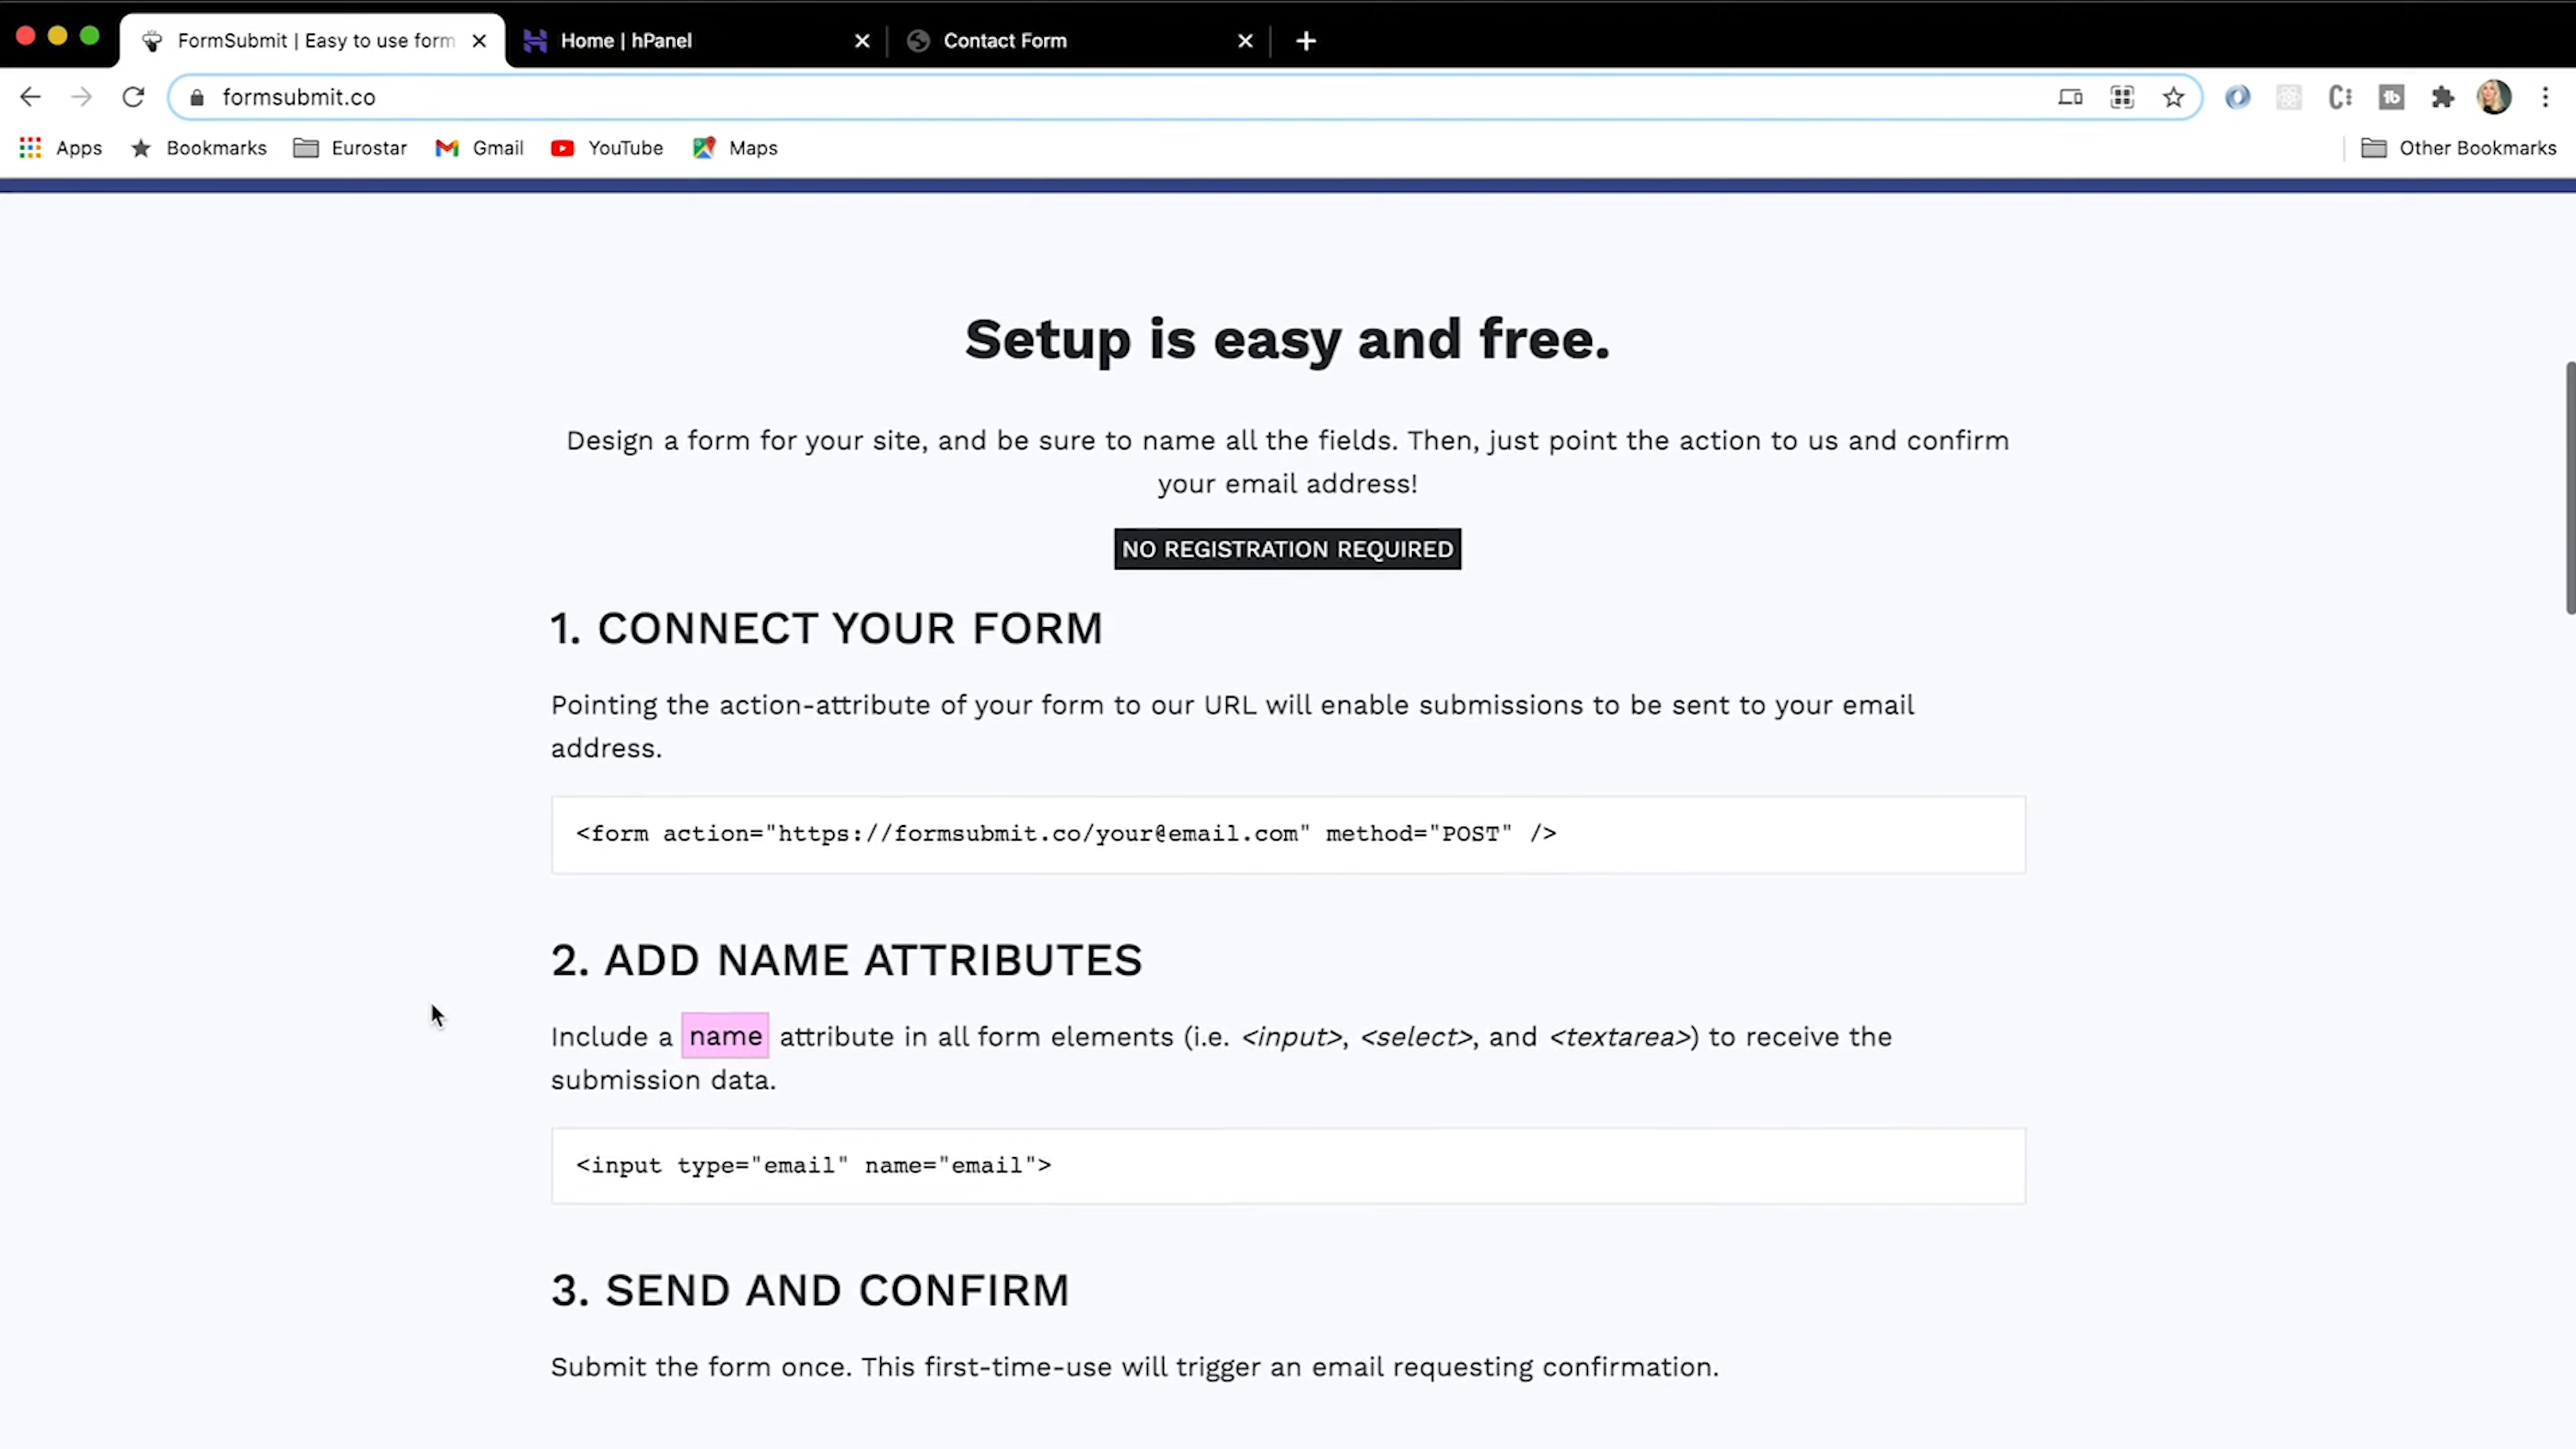 FormSubmit | Easy to use form
Home | hPanel
Contact Form
formsubmit.co
Apps
Bookmarks
Eurostar
Gmail
YouTube
Maps
Other Bookmarks
Setup is easy and free.
Design a form for your site, and be sure to name all the fields. Then, just point the action to us and confirm
your email address!
NO REGISTRATION REQUIRED
1. CONNECT YOUR FORM
Pointing the action-attribute of your form to our URL will enable submissions to be sent to your email
address.
<form action="https://formsubmit.co/your@email.com" method="POST" />
2. ADD NAME ATTRIBUTES
Include a name attribute in all form elements (i.e. <input>, <select>, and <textarea>) to receive the
submission data.
<input type="email" name="email">
3. SEND AND CONFIRM
Submit the form once. This first-time-use will trigger an email requesting confirmation.